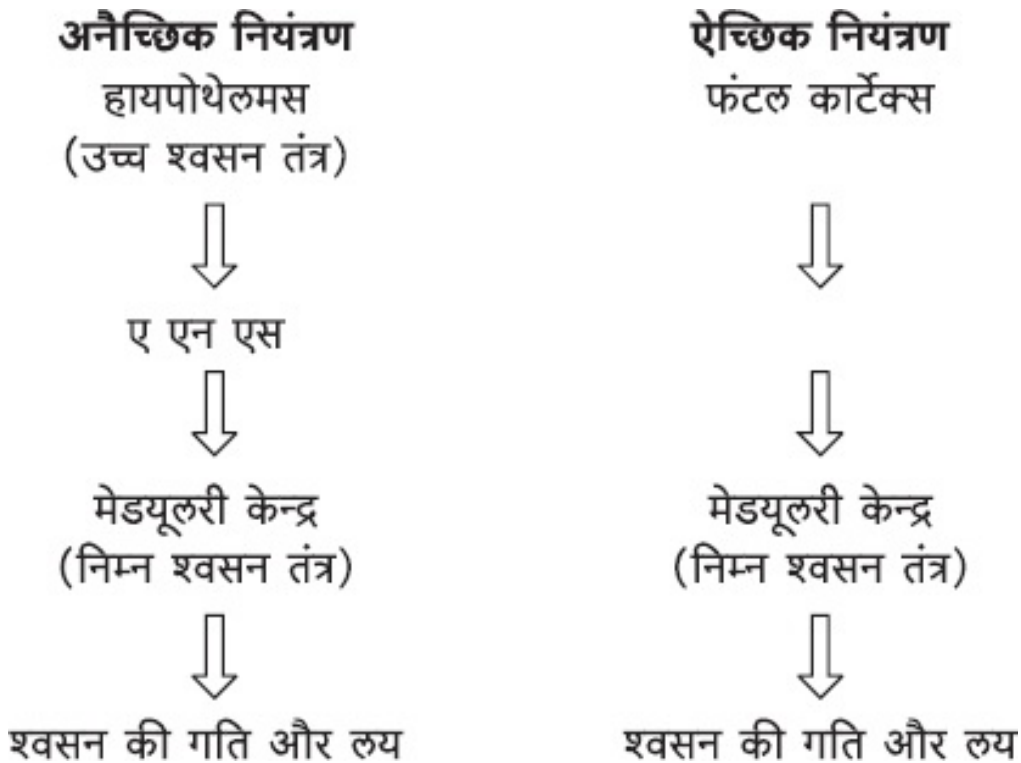 अनैच्छिक नियंत्रण
हायपोथेलमस
(उच्च श्वसन तंत्र)
ए एन एस
मेडयूलरी केन्द्र
(निम्न श्वसन तंत्र)
श्वसन की गति और लय
ऐच्छिक नियंत्रण
फंटल कार्टेक्स
मेडयूलरी केन्द्र
(निम्न श्वसन तंत्र)
श्वसन की गति और लय